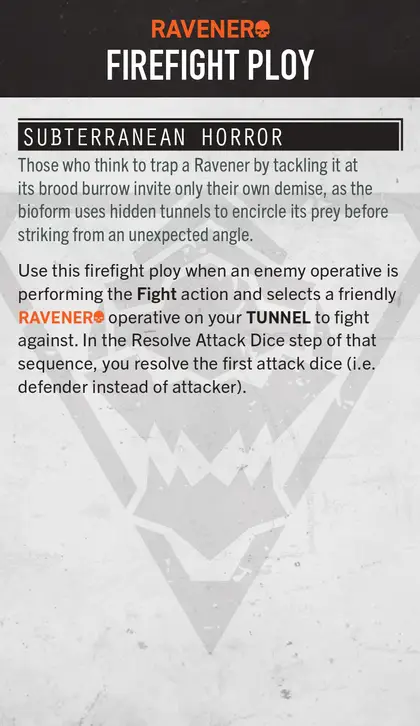 RAVENER
FIREFIGHT PLOY
SUBTERRANEAN HORROR
Those who think to trap a Ravener by tackling it at
its brood burrow invite only their own demise, as the
bioform uses hidden tunnels to encircle its prey before
striking from an unexpected angle.
Use this firefight ploy when an enemy operative is
performing the Fight action and selects a friendly
RAVENER operative on your TUNNEL to fight
against. In the Resolve Attack Dice step of that
sequence, you resolve the first attack dice (i.e.
defender instead of attacker).